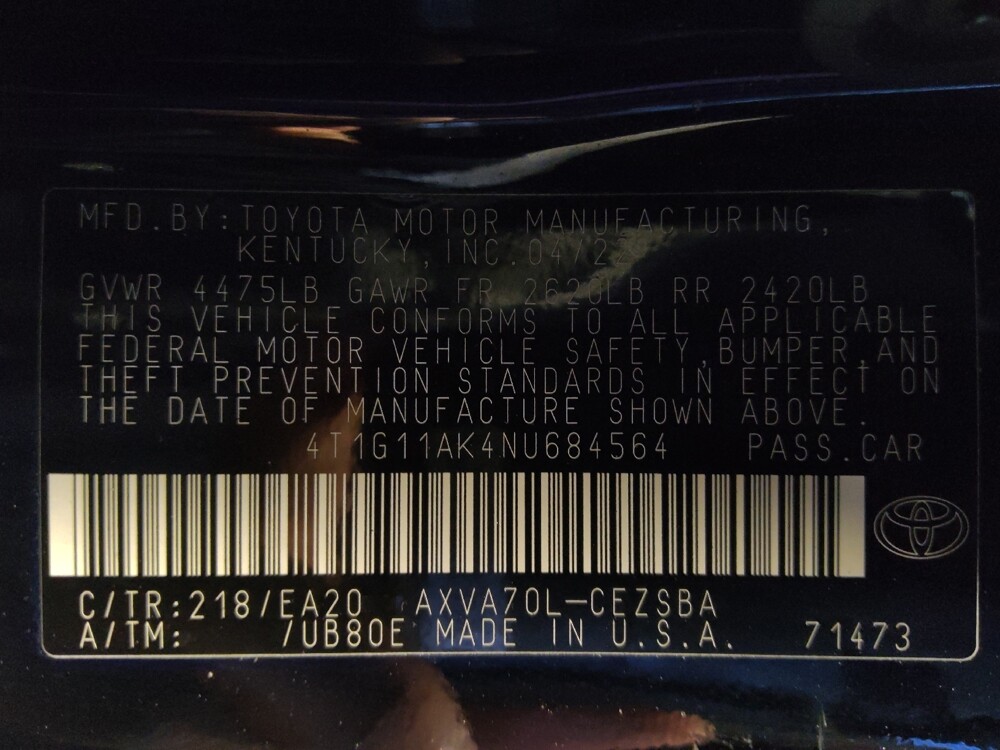 MFD.BY:TOYOTA MOTOR MANUFACTURING,
KENTUCKY,INC.04/22
GVWR 4475LB GAWR FR 2620LB RR 2420LB
THIS VEHICLE CONFORMS TO ALL APPLICABLE
FEDERAL MOTOR VEHICLE SAFETY,BUMPER,AND
THEFT PREVENTION STANDARDS IN EFFECT ON
THE DATE OF MANUFACTURE SHOWN ABOVE.
4T1G11AK4NU684564 PASS.CAR
C/TR:218/EA20 AXVA70L-CEZSBA
A/TM: /UB80E MADE IN U.S.A. 71473